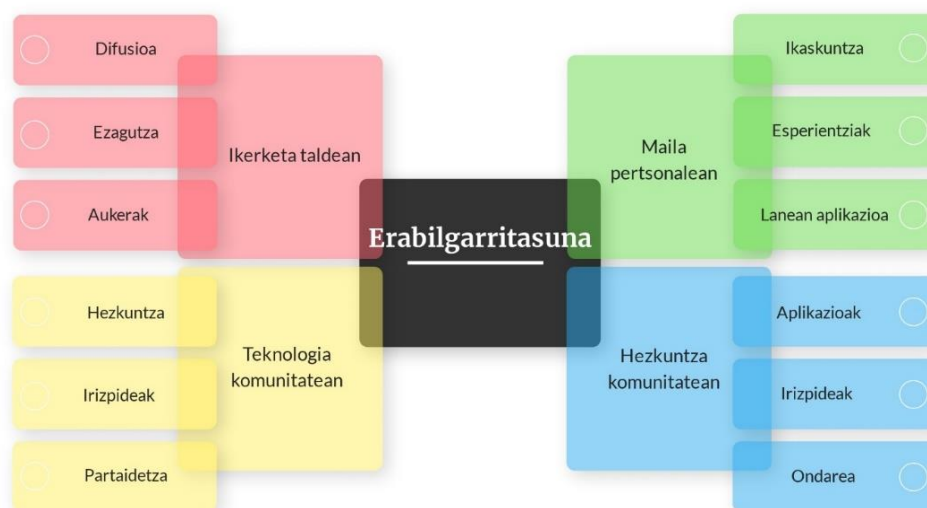 Difusioa
Ezagutza
Aukerak
Ikerketa taldean
Hezkuntza
Irizpideak
Partaidetza
Teknologia
komunitatean
Erabilgarritasuna
Maila
pertsonalean
Ikaskuntza
Esperientziak
Lanean aplikazioa
Hezkuntza
komunitatean
Aplikazioak
Irizpideak
Ondarea